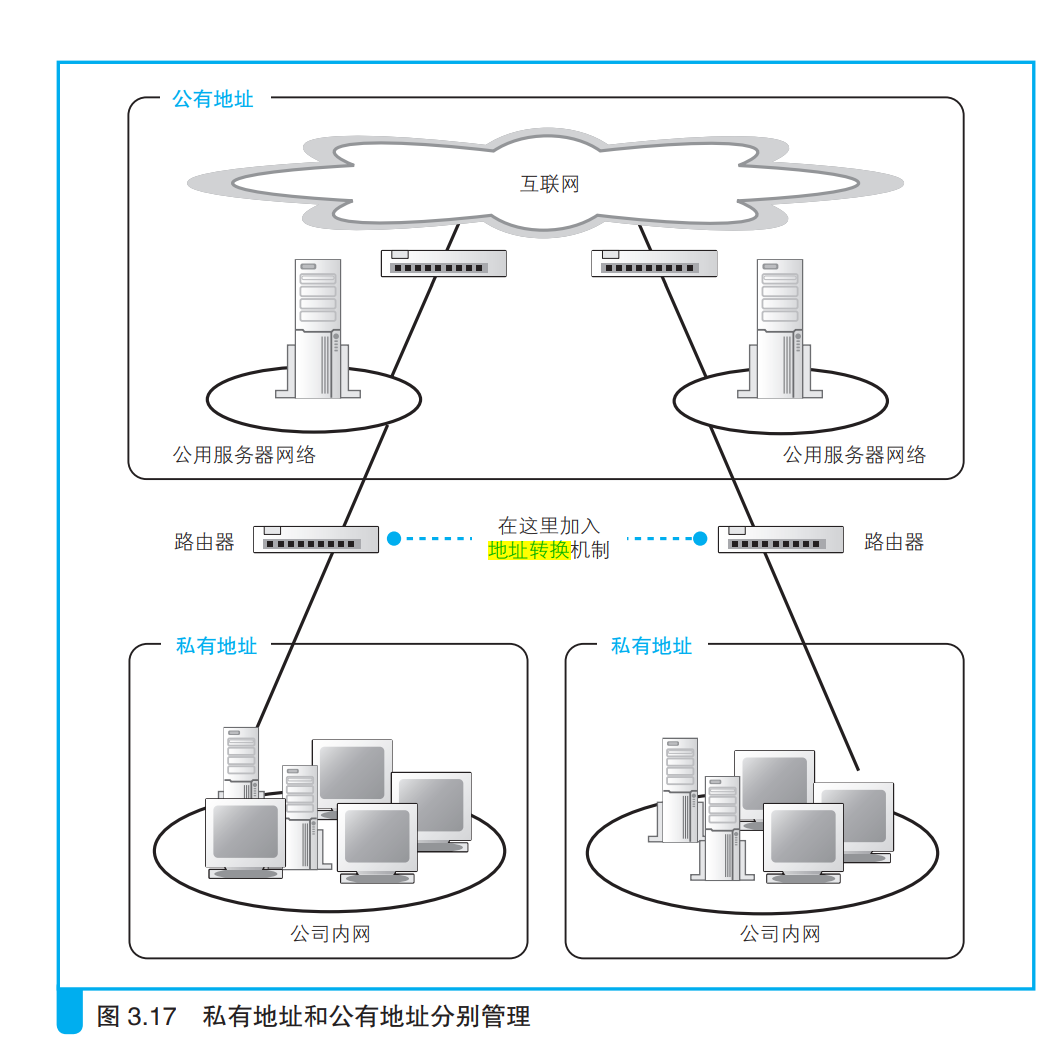 公有地址
互联网
公用服务器网络
公用服务器网络
路由器
在这里加入
地址转换机制
路由器
私有地址
私有地址
公司内网
公司内网
图 3.17 私有地址和公有地址分别管理